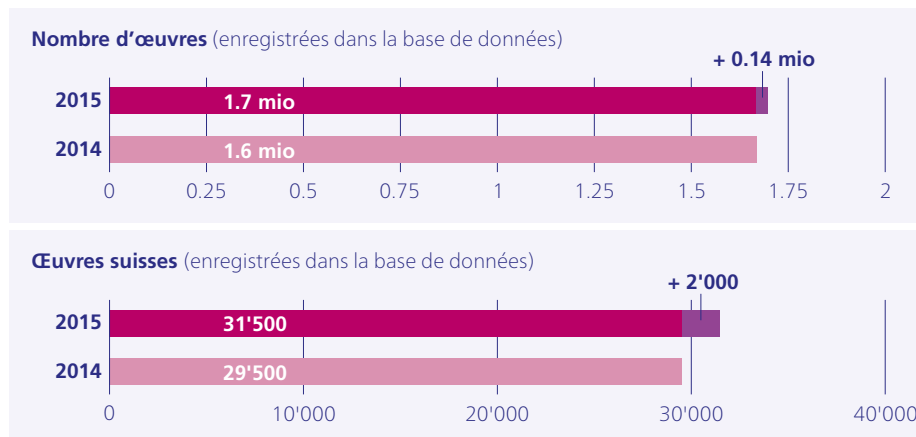 Nombre d’œuvres (enregistrées dans la base de données)
+ 0.14 mio
2015 1.7 mio
2014 1.6 mio
0 0.25 0.5 0.75 1 1.25 1.5 1.75 2
Œuvres suisses (enregistrées dans la base de données)
+ 2'000
2015 31'500
2014 29'500
0 10'000 20'000 30'000 40'000